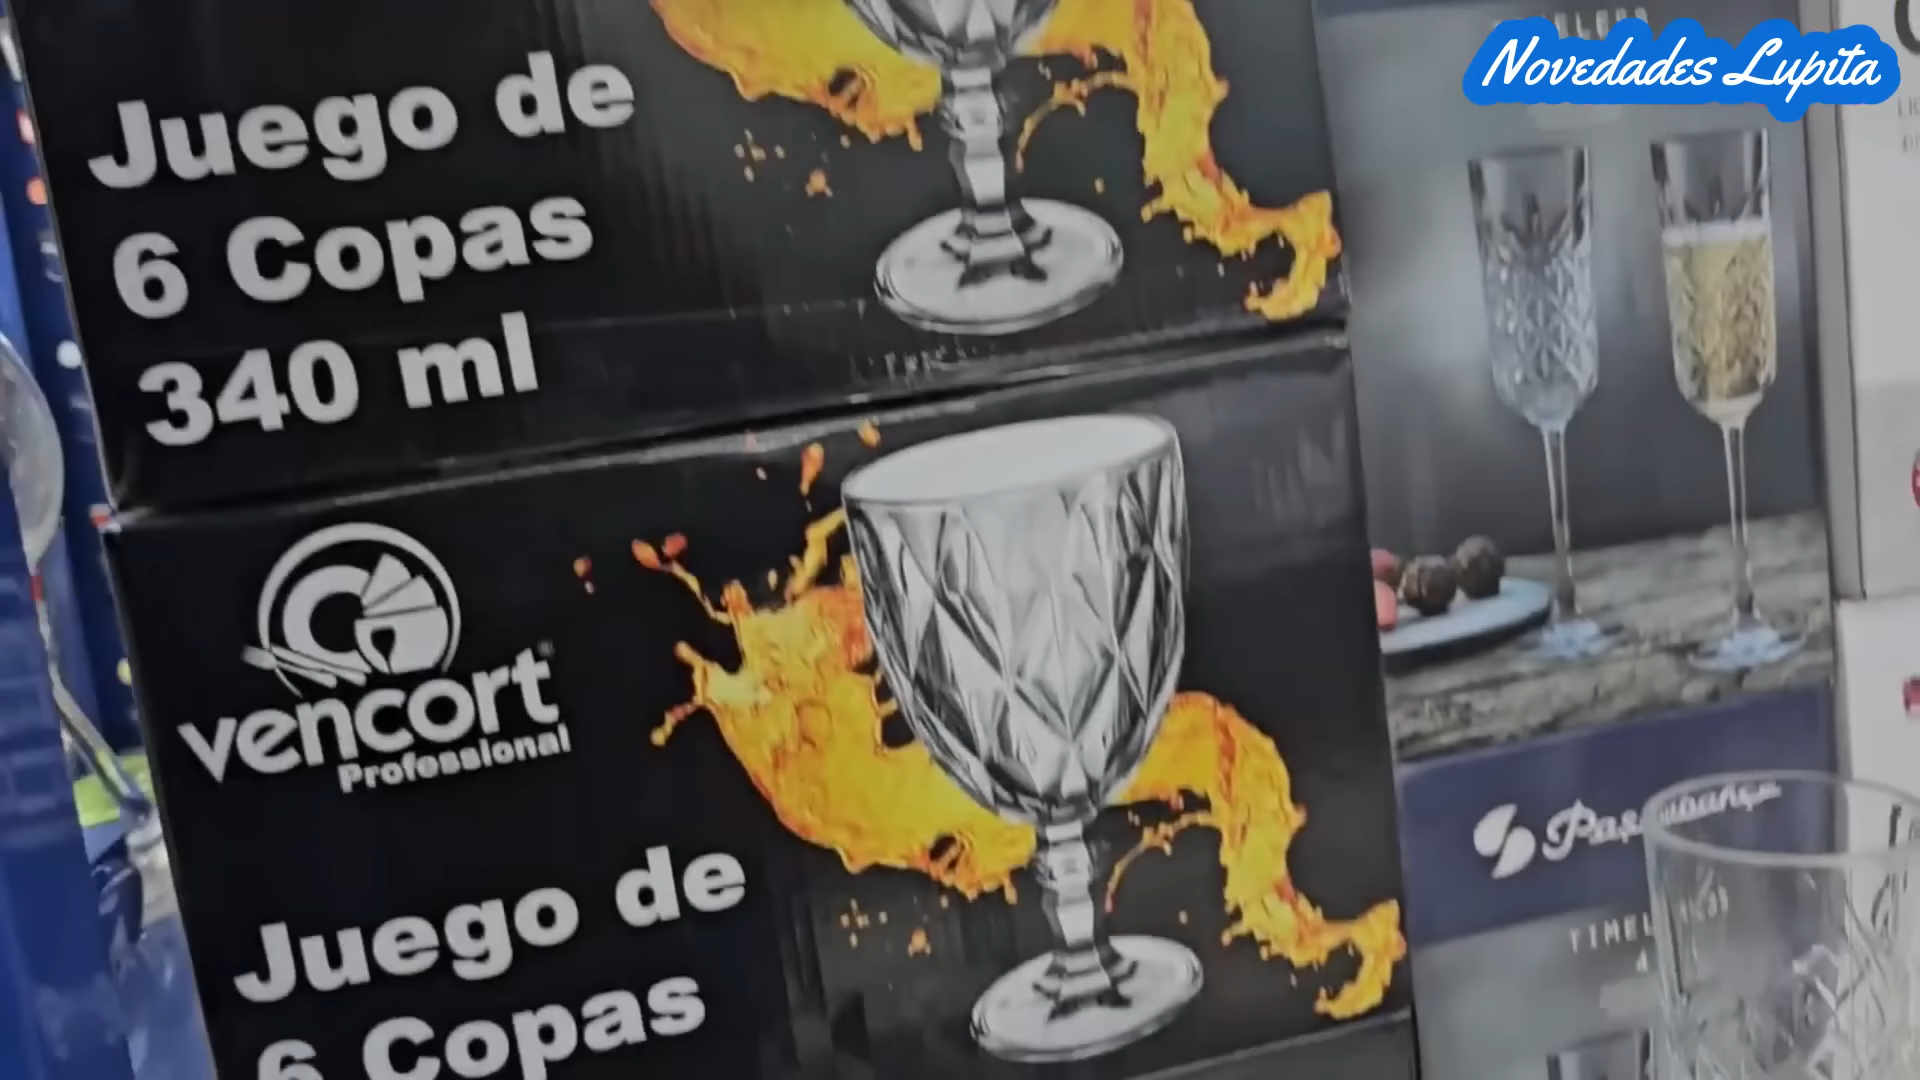 Novedades Lupita
Juego de
6 Copas
340 ml
vencort
Professional
Juego de
6 Copas